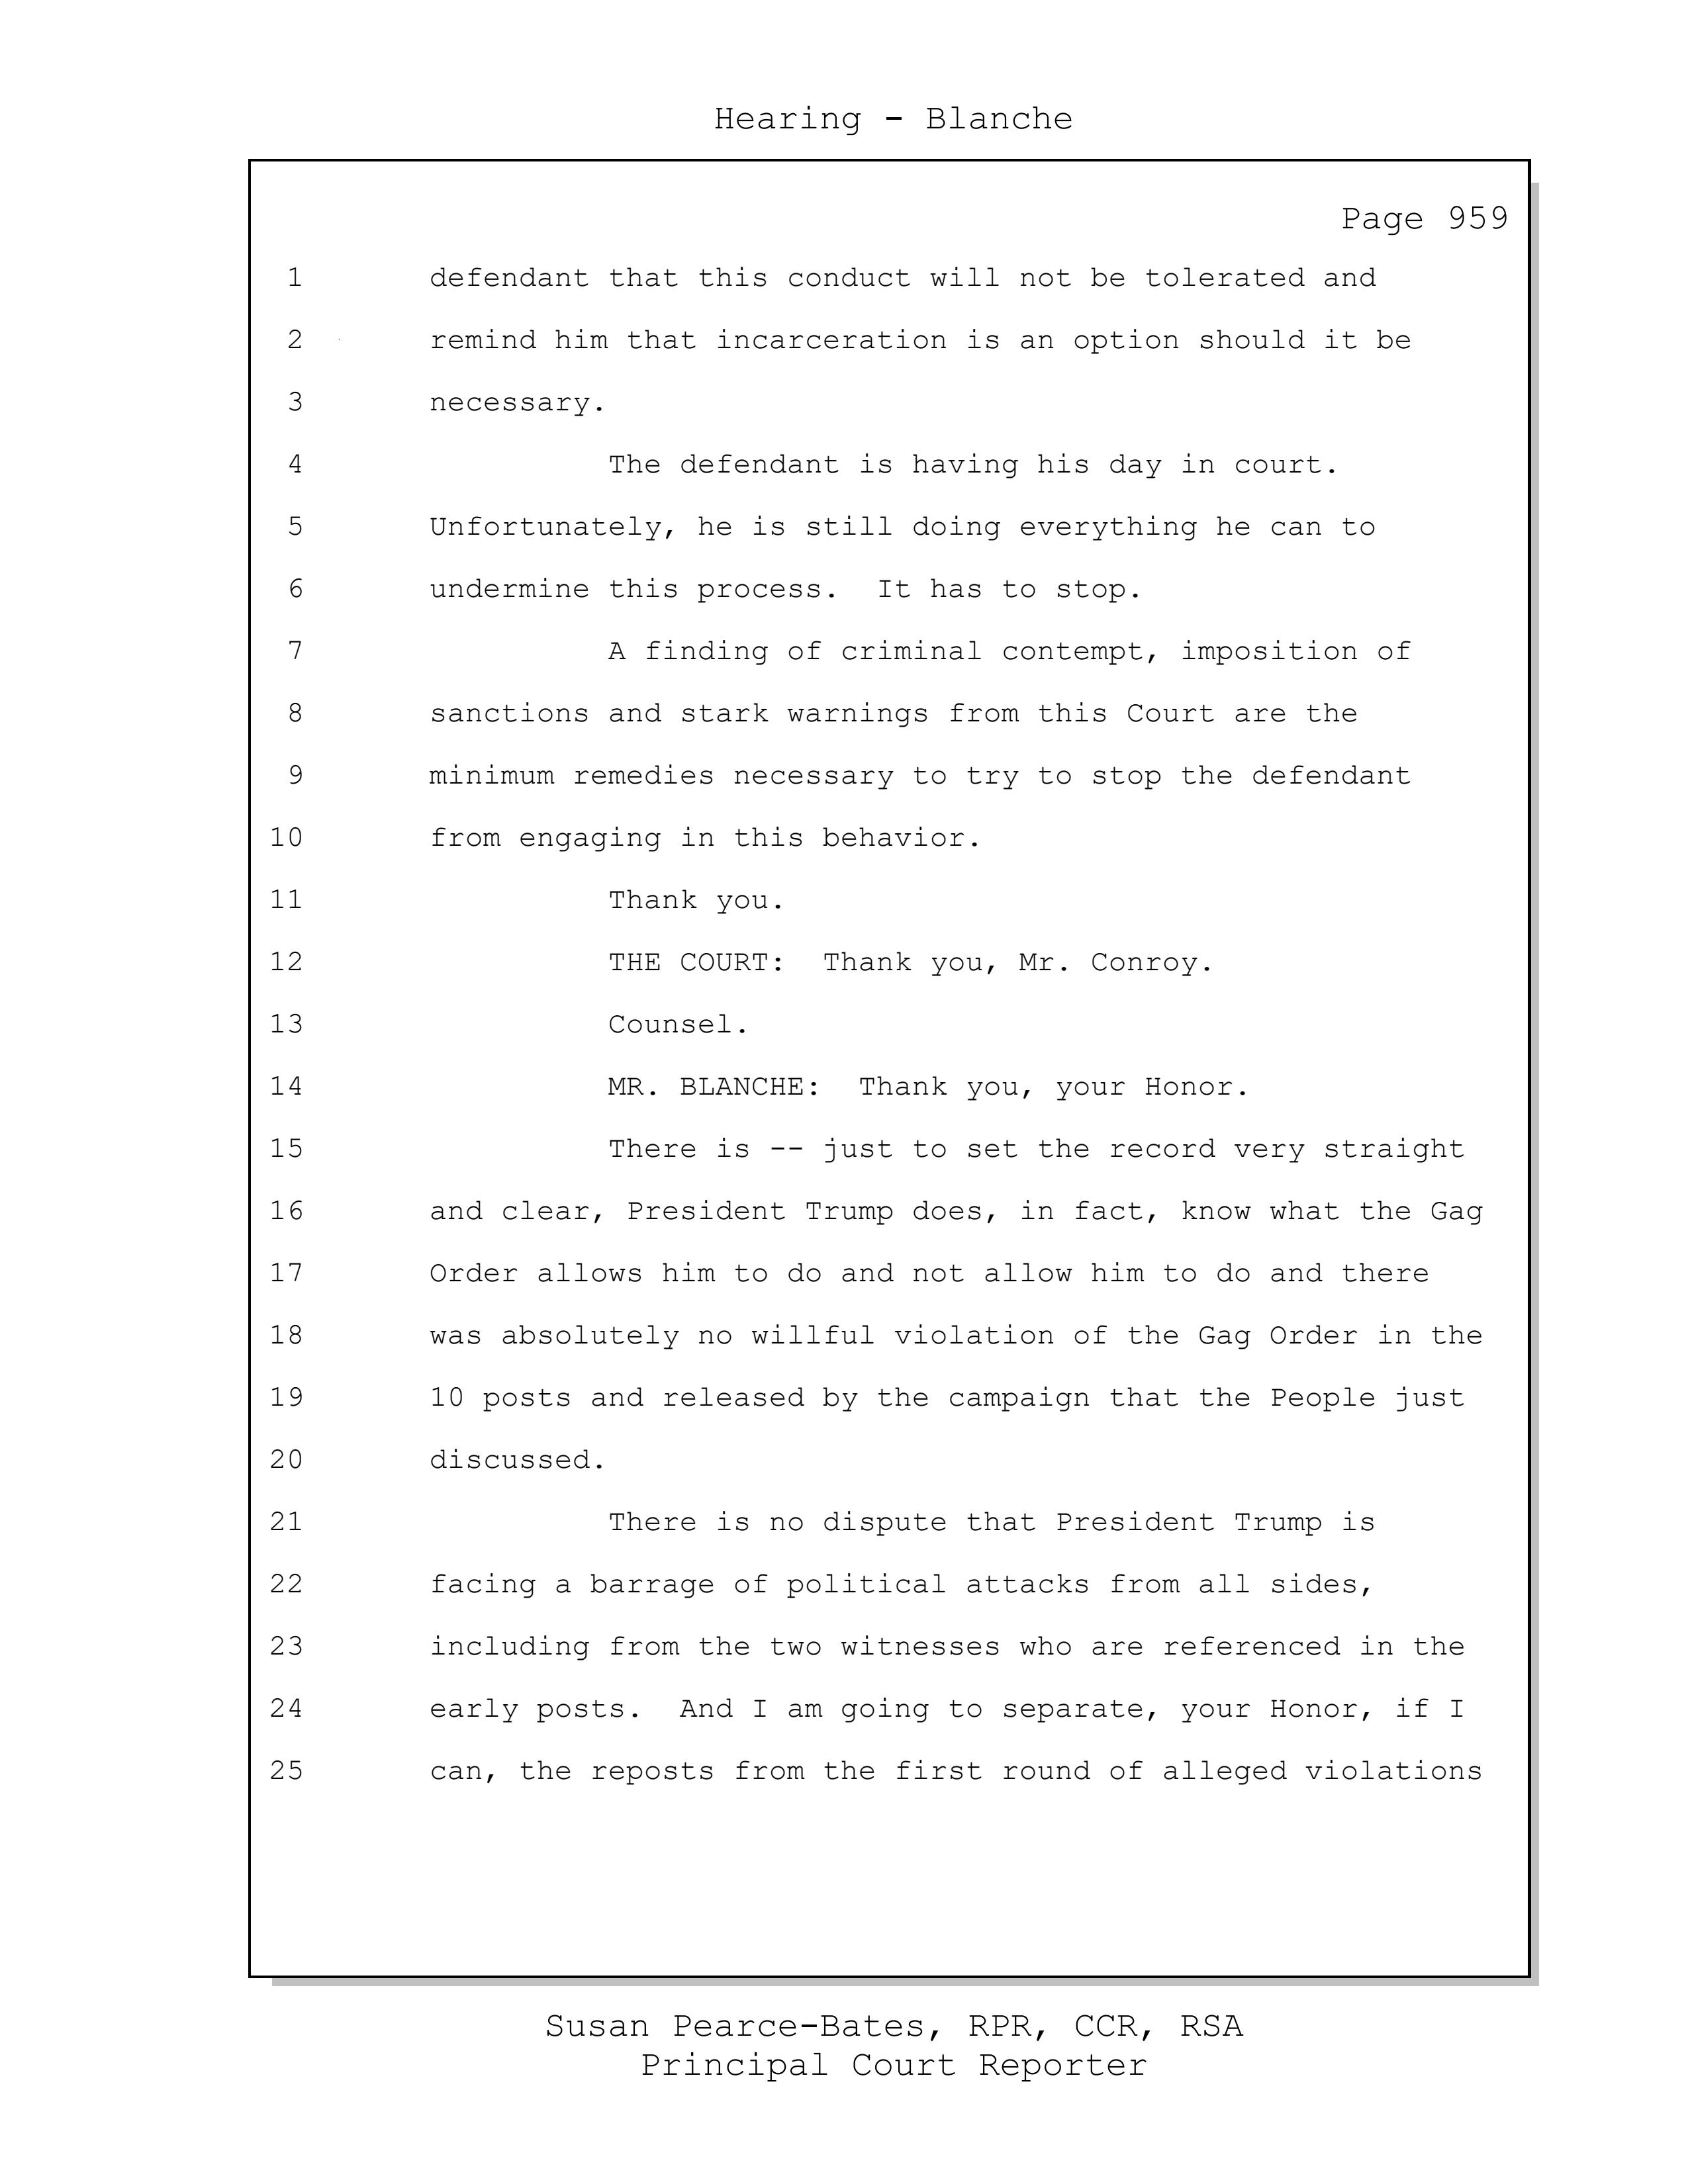 Hearing - Blanche
Page 959
1 defendant that this conduct will not be tolerated and
2 remind him that incarceration is an option should it be
3 necessary.
4 The defendant is having his day in court.
5 Unfortunately, he is still doing everything he can to
6 undermine this process.  It has to stop.
7 A finding of criminal contempt, imposition of
8 sanctions and stark warnings from this Court are the
9 minimum remedies necessary to try to stop the defendant
10 from engaging in this behavior.
11 Thank you.
12 THE COURT:  Thank you, Mr. Conroy.
13 Counsel.
14 MR. BLANCHE:  Thank you, your Honor.
15 There is -- just to set the record very straight
16 and clear, President Trump does, in fact, know what the Gag
17 Order allows him to do and not allow him to do and there
18 was absolutely no willful violation of the Gag Order in the
19 10 posts and released by the campaign that the People just
20 discussed.
21 There is no dispute that President Trump is
22 facing a barrage of political attacks from all sides,
23 including from the two witnesses who are referenced in the
24 early posts.  And I am going to separate, your Honor, if I
25 can, the reposts from the first round of alleged violations
Susan Pearce-Bates, RPR, CCR, RSA
Principal Court Reporter